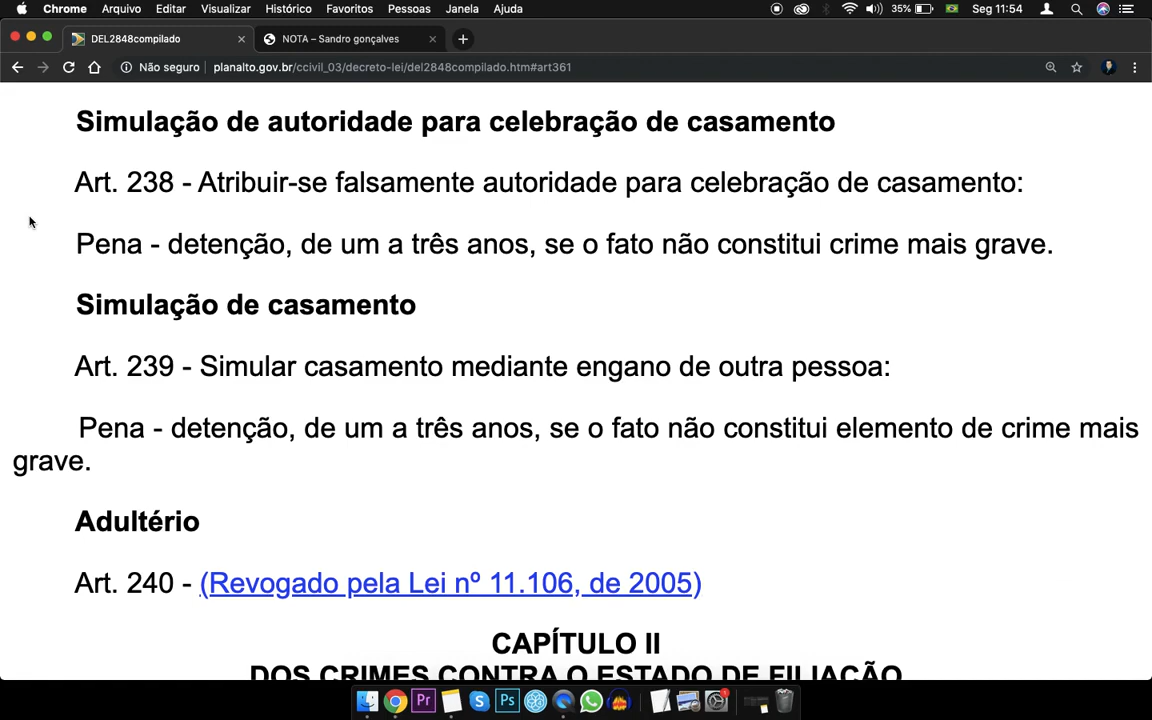 Chrome Arquivo Editar Visualizar Histórico Favoritos Pessoas Janela Ajuda 35% Seg 11:54
DEL2848compilado NOTA – Sandro gonçalves
Não seguro planalto.gov.br/ccivil_03/decreto-lei/del2848compilado.htm#art361
Simulação de autoridade para celebração de casamento
Art. 238 - Atribuir-se falsamente autoridade para celebração de casamento:
Pena - detenção, de um a três anos, se o fato não constitui crime mais grave.
Simulação de casamento
Art. 239 - Simular casamento mediante engano de outra pessoa:
Pena - detenção, de um a três anos, se o fato não constitui elemento de crime mais
grave.
Adultério
Art. 240 - (Revogado pela Lei nº 11.106, de 2005)
CAPÍTULO II
DOS CRIMES CONTRA O ESTADO DE FILIAÇÃO
Pr S Ps